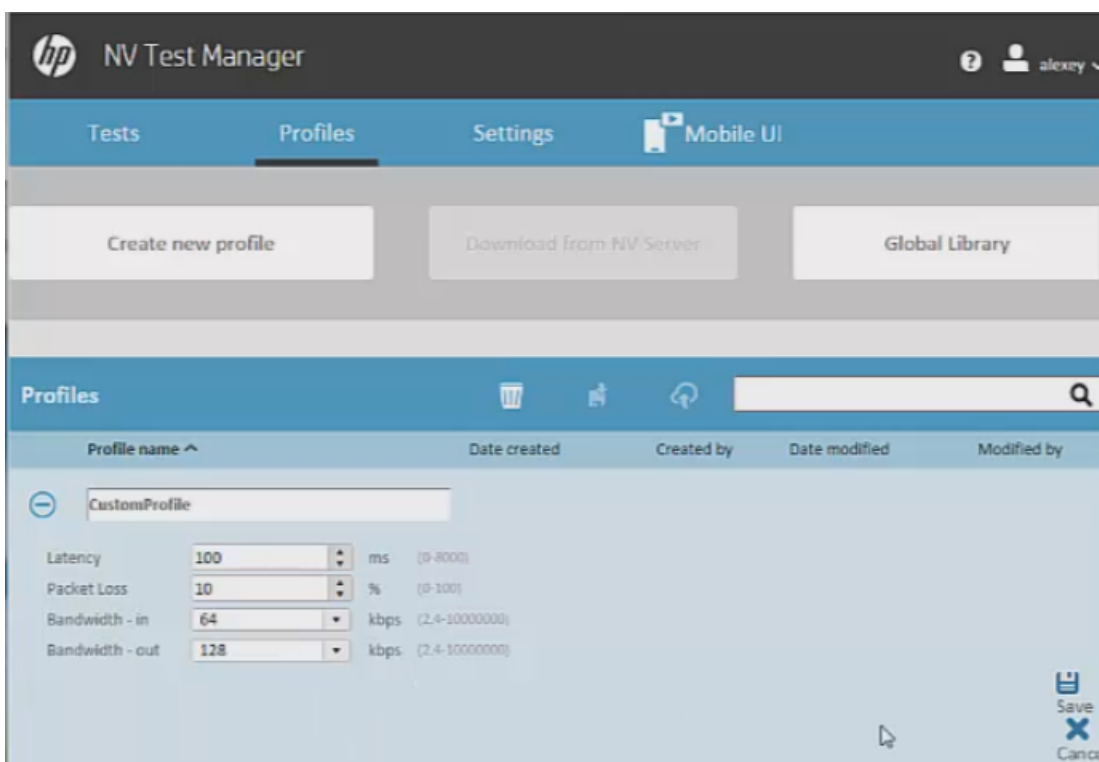 hp NV Test Manager alexey
Tests Profiles Settings Mobile UI
Create new profile Download from NV Server Global Library
Profiles
Profile name Date created Created by Date modified Modified by
CustomProfile
Latency 100 ms (0-8000)
Packet Loss 10 % (0-100)
Bandwidth - in 64 kbps (2.4-10000000)
Bandwidth - out 128 kbps (2.4-10000000)
Save
Cance